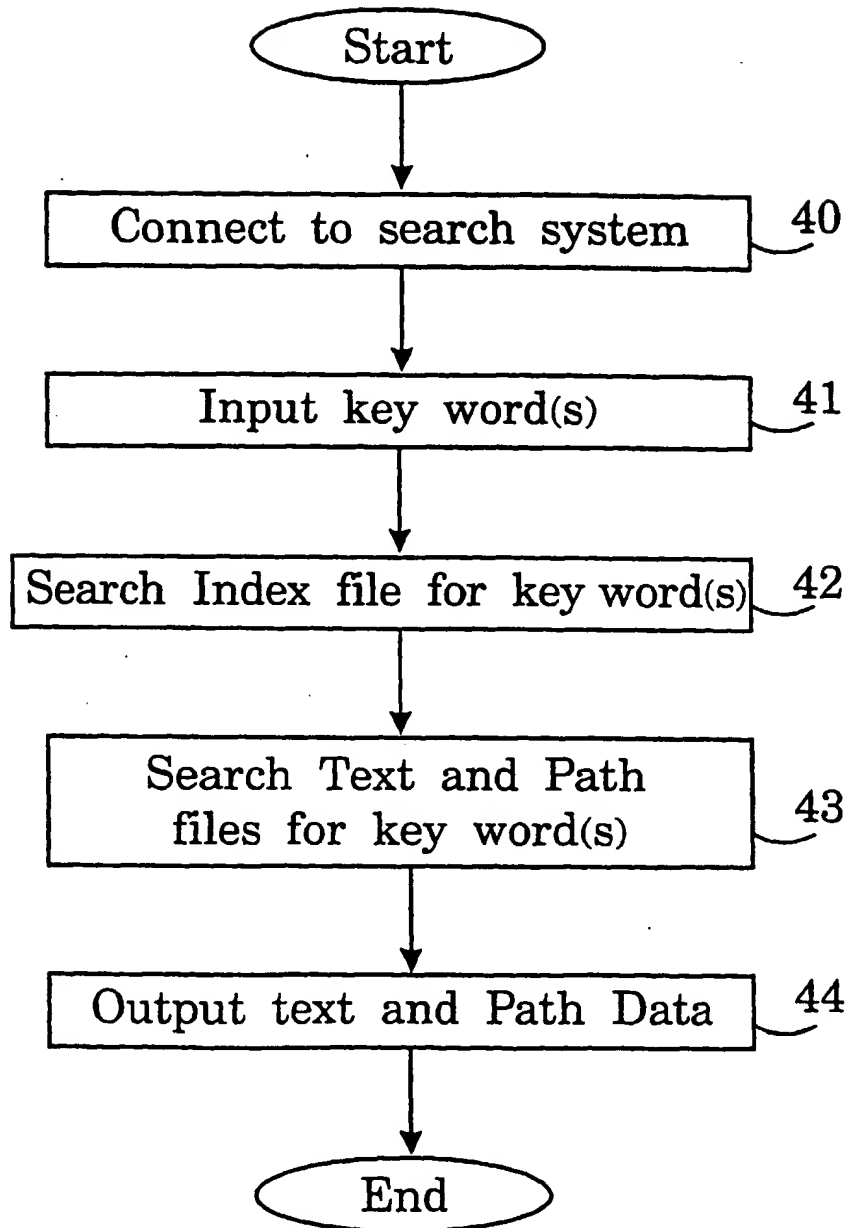 Start
Connect to search system 40
Input key word(s) 41
Search Index file for key word(s) 42
Search Text and Path
files for key word(s) 43
Output text and Path Data 44
End